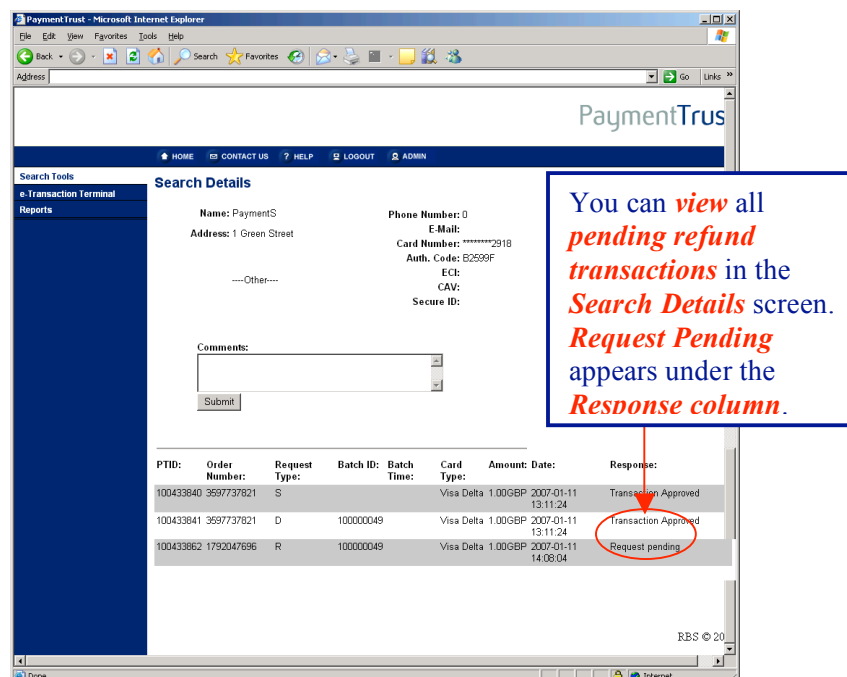 PaymentTrust - Microsoft Internet Explorer
File Edit View Favorites Tools Help
Back Search Favorites
Address Go Links »
PaymentTrus
HOME CONTACT US ? HELP LOGOUT ADMIN
Search Tools
e-Transaction Terminal
Reports
Search Details
Name: PaymentS
Address: 1 Green Street
----Other----
Phone Number: 0
E-Mail:
Card Number: ********2918
Auth. Code: B2599F
ECI:
CAV:
Secure ID:
Comments:
Submit
You can view all
pending refund
transactions in the
Search Details screen.
Request Pending
appears under the
Response column.
PTID: Order Request Batch ID: Batch Card Amount: Date: Response:
Number: Type: Time: Type:
100433840 3597737821 S Visa Delta 1.00GBP 2007-01-11 Transaction Approved
13:11:24
100433841 3597737821 D 100000049 Visa Delta 1.00GBP 2007-01-11 Transaction Approved
13:11:24
100433862 1792047696 R 100000049 Visa Delta 1.00GBP 2007-01-11 Request pending
14:08:04
RBS © 20
Done Internet